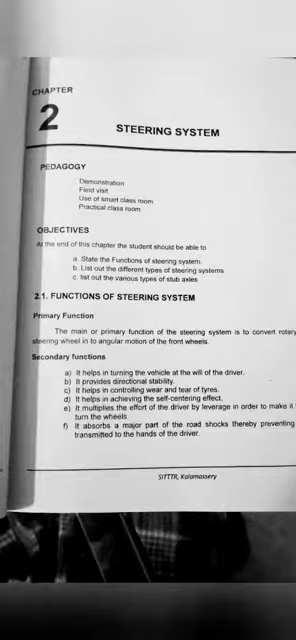 CHAPTER
2
STEERING SYSTEM
PEDAGOGY
Demonstration
Field visit
Use of smart class room
Practical class room
OBJECTIVES
At the end of this chapter the student should be able to
a. State the Functions of steering system.
b. List out the different types of steering systems
c. list out the various types of stub axles
2.1. FUNCTIONS OF STEERING SYSTEM
Primary Function
The main or primary function of the steering system is to convert rotary
steering wheel in to angular motion of the front wheels.
Secondary functions
a) It helps in turning the vehicle at the will of the driver.
b) It provides directional stability.
c) It helps in controlling wear and tear of tyres.
d) It helps in achieving the self-centering effect.
e) It multiplies the effort of the driver by leverage in order to make it
turn the wheels
f) It absorbs a major part of the road shocks thereby preventing
transmitted to the hands of the driver.
SITTTR, Kalamassery